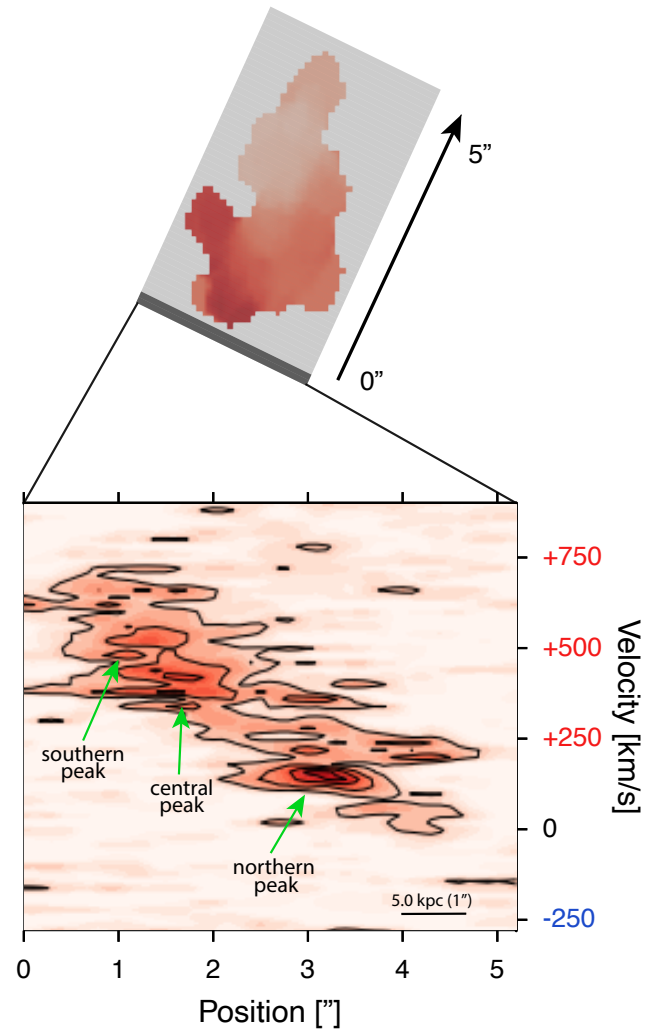 5”
0”
+750
+500
+250
0
-250
Velocity [km/s]
southern
peak
central
peak
northern
peak
5.0 kpc (1”)
0 1 2 3 4 5
Position [”]